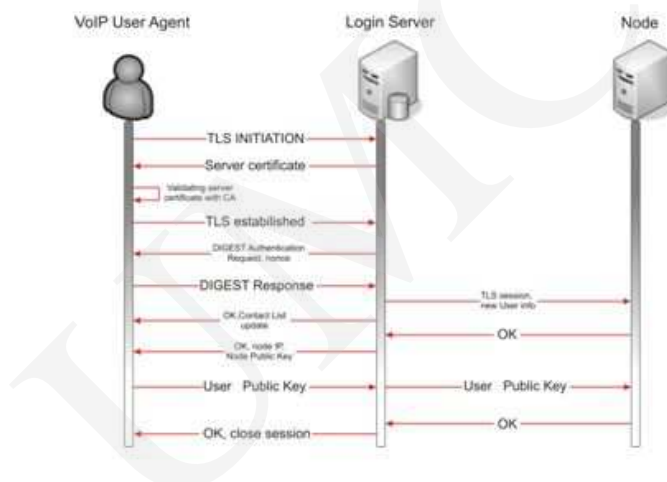 VoIP User Agent
Login Server
Node
TLS INITIATION
Server certificate
Validating server
certificate with CA
TLS estabilished
DIGEST Authentication
Request, nonce
DIGEST Response
TLS session,
new User info
OK,Contact List
update
OK
OK, node IP,
Node Public Key
User Public Key
User Public Key
OK
OK, close session
UMC